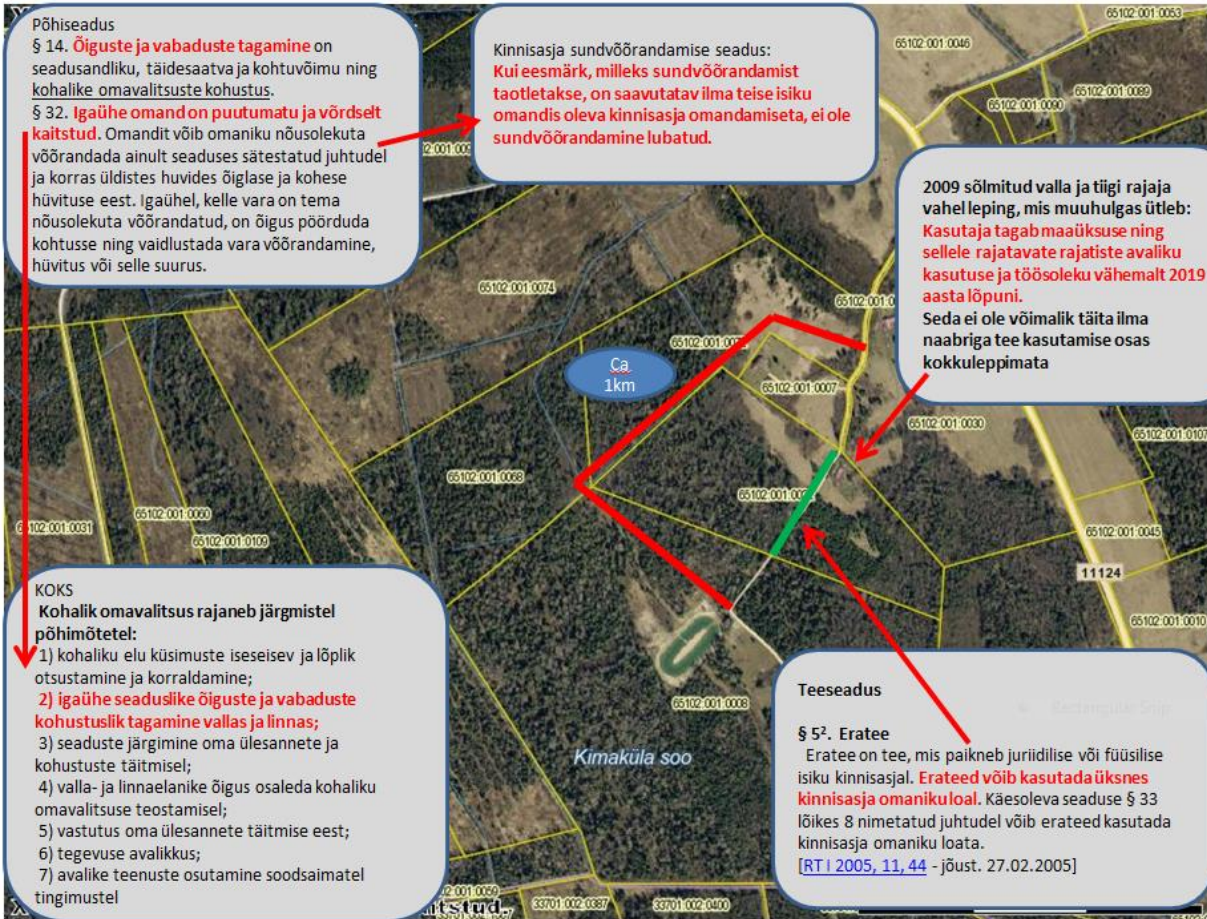 Põhiseadus
§ 14. Õiguste ja vabaduste tagamine on
seadusandliku, täidesaatva ja kohtuvõimu ning
kohalike omavalitsuste kohustus.
§ 32. Igaühe omand on puutumatu ja võrdselt
kaitstud. Omandit võib omaniku nõusolekuta
võõrandada ainult seaduses sätestatud juhtudel
ja korras üldistes huvides õiglase ja kohese
hüvituse eest. Igaühel, kelle vara on tema
nõusolekuta võõrandatud, on õigus pöörduda
kohtusse ning vaidlustada vara võõrandamine,
hüvitus või selle suurus.
Kinnisasja sundvõõrandamise seadus:
Kui eesmärk, milleks sundvõõrandamist
taotletakse, on saavutatav ilma teise isiku
omandis oleva kinnisasja omandamiseta, ei ole
sundvõõrandamine lubatud.
65102:001:0053
65102:001:0046
65102:001:0089
65102:001:0090
2009 sõlmitud valla ja tiigi rajaja
vahel leping, mis muuhulgas ütleb:
Kasutaja tagab maaüksuse ning
sellele rajatavate rajatiste avaliku
kasutuse ja töösoleku vähemalt 2019
aasta lõpuni.
Seda ei ole võimalik täita ilma
naabriga tee kasutamise osas
kokkuleppimata
65102:001:0074
Ca
1km
65102:001:0007
65102:001:0030
65102:001:0107
65102:001:0068
65102:001:0060
65102:001:0109
65102:001:0045
11124
65102:001:0010
65102:001:0008
Kimaküla soo
KOKS
Kohalik omavalitsus rajaneb järgmistel
põhimõtetel:
1) kohaliku elu küsimuste iseseisev ja lõplik
otsustamine ja korraldamine;
2) igaühe seaduslike õiguste ja vabaduste
kohustuslik tagamine vallas ja linnas;
3) seaduste järgimine oma ülesannete ja
kohustuste täitmisel;
4) valla- ja linnaelanike õigus osaleda kohaliku
omavalitsuse teostamisel;
5) vastutus oma ülesannete täitmise eest;
6) tegevuse avalikkus;
7) avalike teenuste osutamine soodsaimatel
tingimustel
Teeseadus
§ 5². Eratee
Eratee on tee, mis paikneb juriidilise või füüsilise
isiku kinnisasjal. Erateed võib kasutada üksnes
kinnisasja omaniku loal. Käesoleva seaduse § 33
lõikes 8 nimetatud juhtudel võib erateed kasutada
kinnisasja omaniku loata.
[RT I 2005, 11, 44 - jõust. 27.02.2005]
33701:002:0087
33701:002:0400